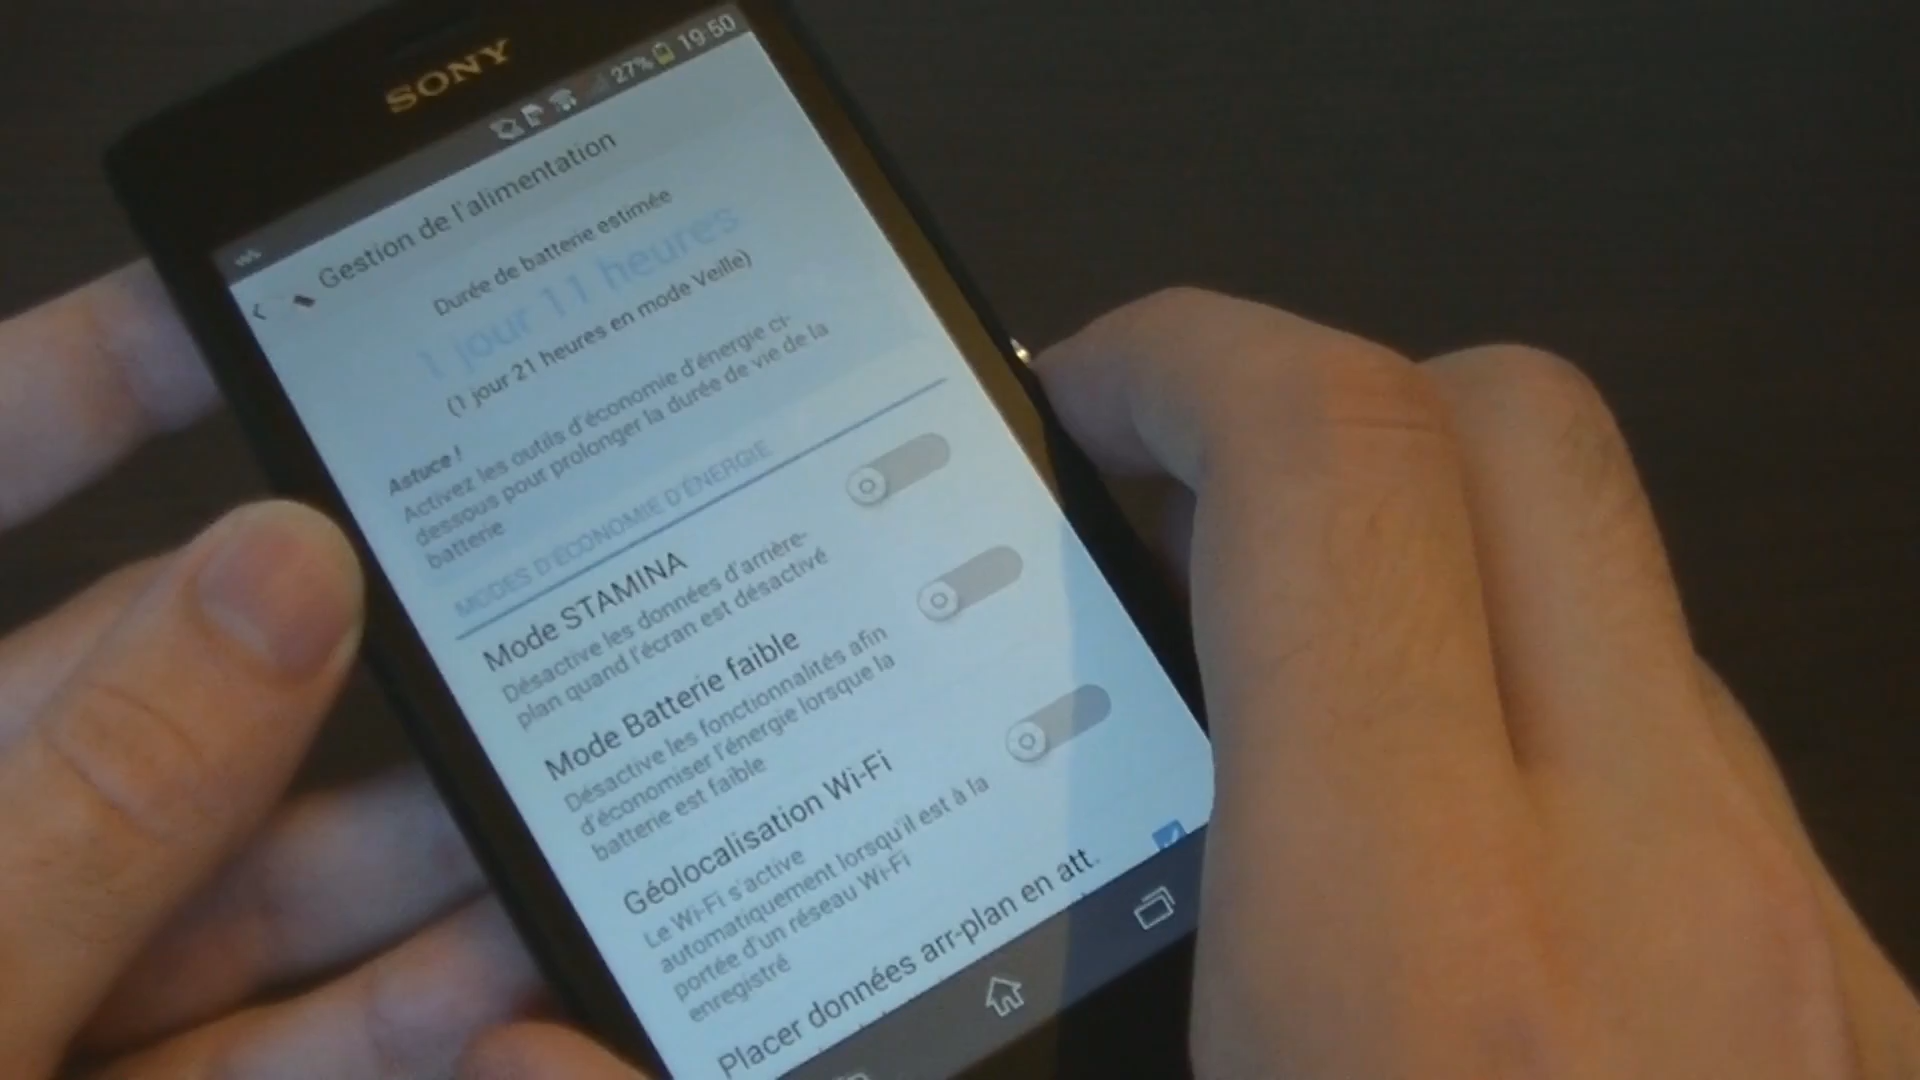 SONY
27% 19:50
Gestion de l'alimentation
Durée de batterie estimée
1 jour 11 heures
(1 jour 21 heures en mode Veille)
Astuce !
Activez les outils d'économie d'énergie ci-
dessous pour prolonger la durée de vie de la
batterie
MODES D'ÉCONOMIE D'ÉNERGIE
Mode STAMINA
Désactive les données d'arrière-
plan quand l'écran est désactivé
Mode Batterie faible
Désactive les fonctionnalités afin
d'économiser l'énergie lorsque la
batterie est faible
Géolocalisation Wi-Fi
Le Wi-Fi s'active
automatiquement lorsqu'il est à la
portée d'un réseau Wi-Fi
enregistré
Placer données arr-plan en att.